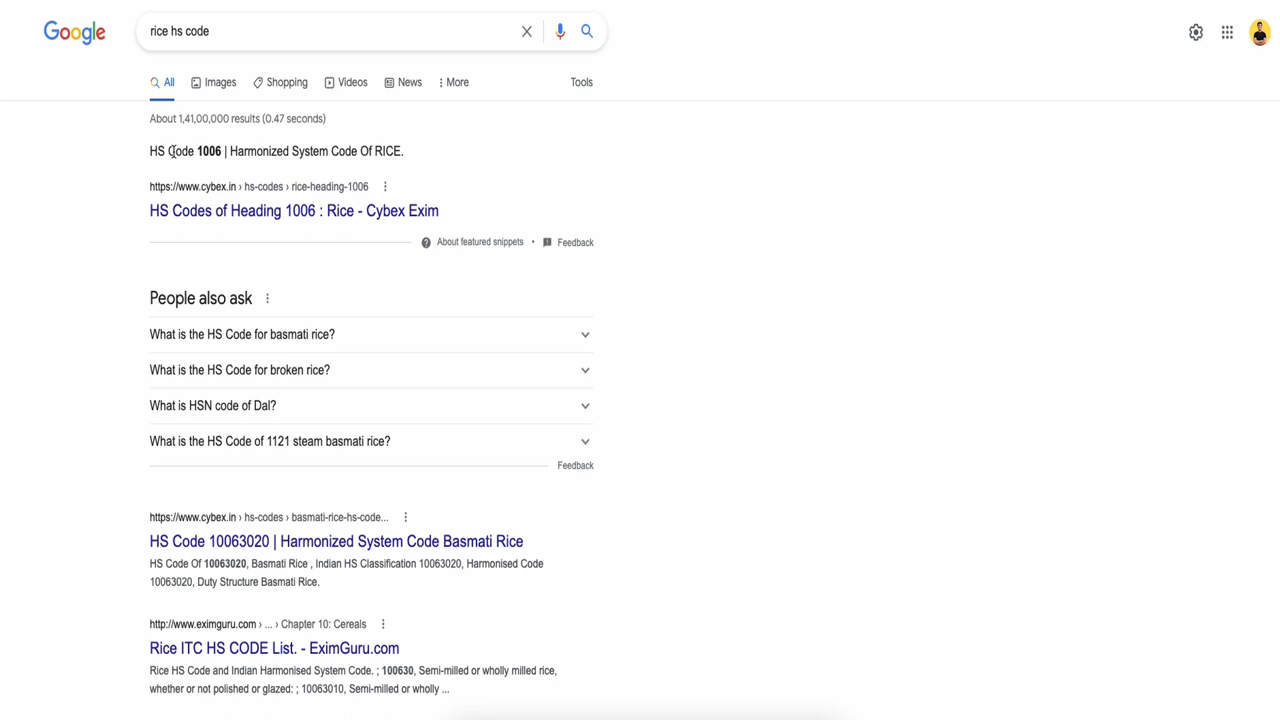 Google
rice hs code
All Images Shopping Videos News More Tools
About 1,41,00,000 results (0.47 seconds)
HS Code 1006 | Harmonized System Code Of RICE.
https://www.cybex.in › hs-codes › rice-heading-1006
HS Codes of Heading 1006 : Rice - Cybex Exim
About featured snippets • Feedback
People also ask
What is the HS Code for basmati rice?
What is the HS Code for broken rice?
What is HSN code of Dal?
What is the HS Code of 1121 steam basmati rice?
Feedback
https://www.cybex.in › hs-codes › basmati-rice-hs-code...
HS Code 10063020 | Harmonized System Code Basmati Rice
HS Code Of 10063020, Basmati Rice , Indian HS Classification 10063020, Harmonised Code
10063020, Duty Structure Basmati Rice.
http://www.eximguru.com › ... › Chapter 10: Cereals
Rice ITC HS CODE List. - EximGuru.com
Rice HS Code and Indian Harmonised System Code. ; 100630, Semi-milled or wholly milled rice,
whether or not polished or glazed: ; 10063010, Semi-milled or wholly ...